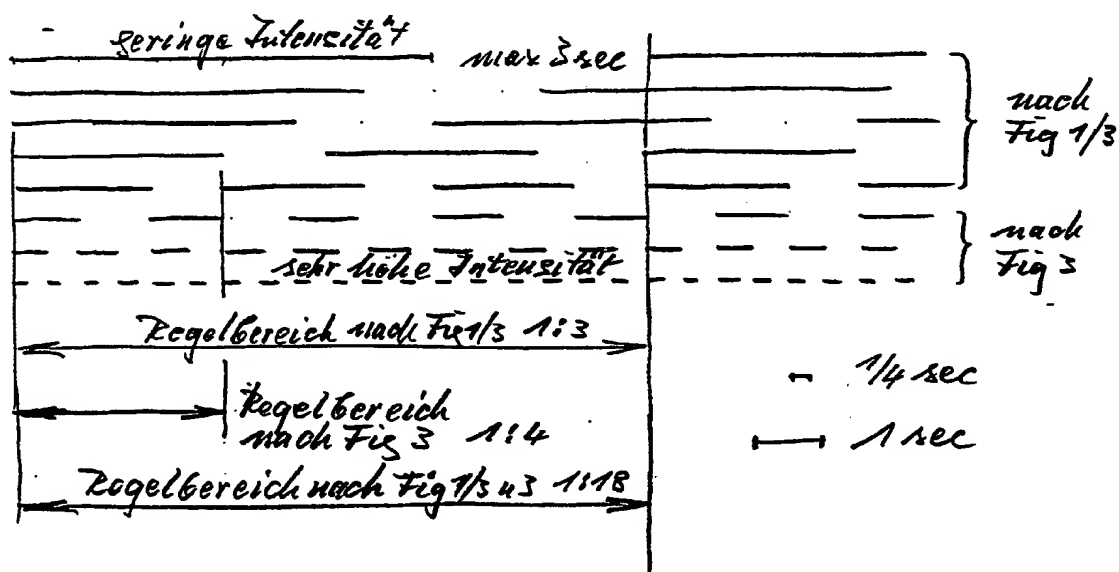 geringe Intensität
max 3 sec
nach
Fig 1/3
nach
Fig 3
sehr höhe Intensität
Regelbereich nach Fig 1/3 1:3
1/4 sec
Regelbereich
nach Fig 3 1:4
1 sec
Regelbereich nach Fig 1/3 u 3 1:18